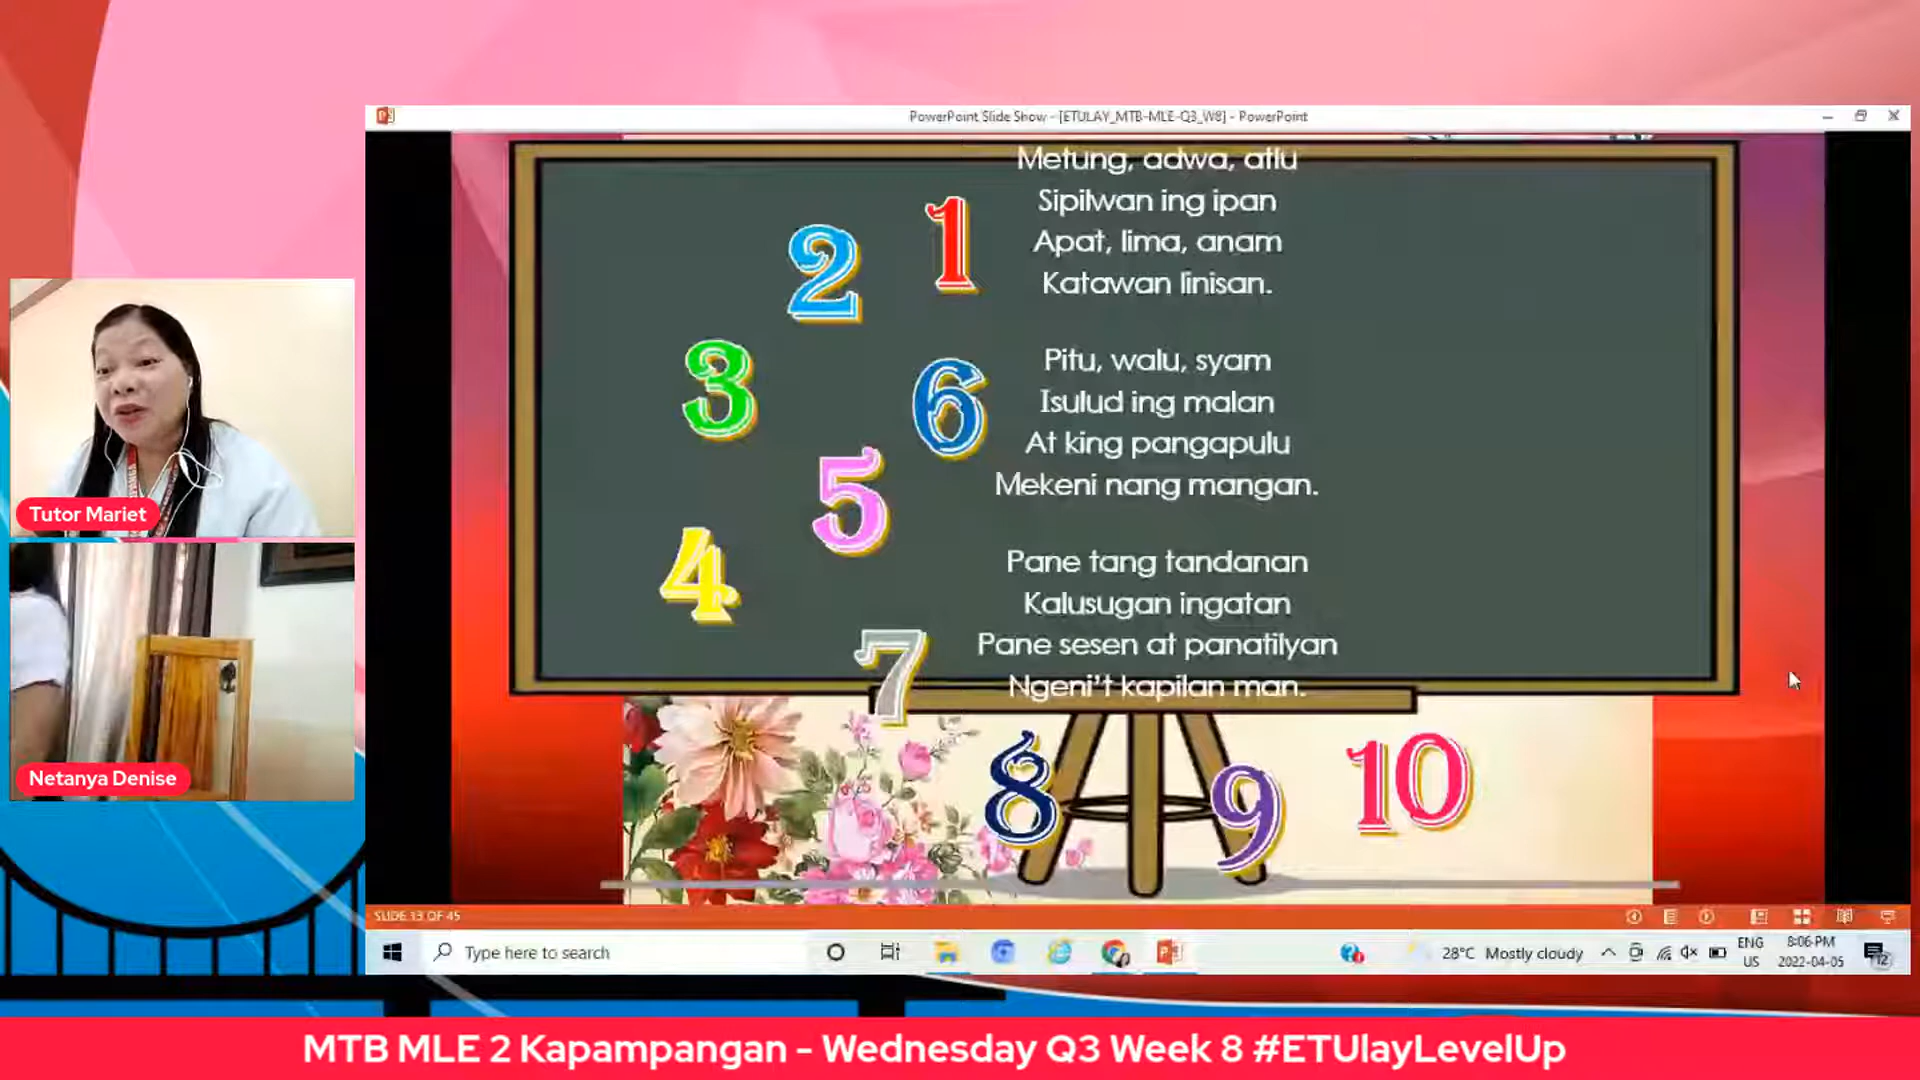 PowerPoint Slide Show - [ETULAY_MTB-MLE-Q3_W8] - PowerPoint
Metung, adwa, atlu
Sipilwan ing ipan
Apat, lima, anam
Katawan linisan.
Pitu, walu, syam
Isulud ing malan
At king pangapulu
Mekeni nang mangan.
Pane tang tandanan
Kalusugan ingatan
Pane sesen at panatilyan
Ngeni't kapilan man.
1
2
3
6
5
4
7
8
9
10
Tutor Mariet
Netanya Denise
SLIDE 13 OF 45
Type here to search
28°C Mostly cloudy
ENG
US
8:06 PM
2022-04-05
12
MTB MLE 2 Kapampangan - Wednesday Q3 Week 8 #ETUlayLevelUp